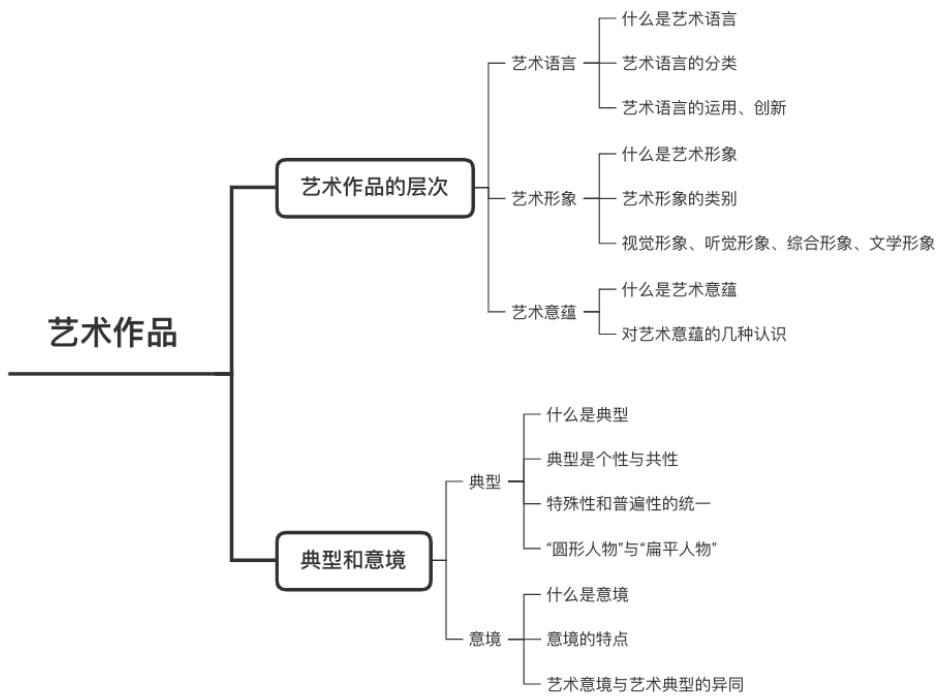 艺术作品
艺术作品的层次
艺术语言
什么是艺术语言
艺术语言的分类
艺术语言的运用、创新
艺术形象
什么是艺术形象
艺术形象的类别
视觉形象、听觉形象、综合形象、文学形象
艺术意蕴
什么是艺术意蕴
对艺术意蕴的几种认识
典型和意境
典型
什么是典型
典型是个性与共性
特殊性和普遍性的统一
“圆形人物”与“扁平人物”
意境
什么是意境
意境的特点
艺术意境与艺术典型的异同